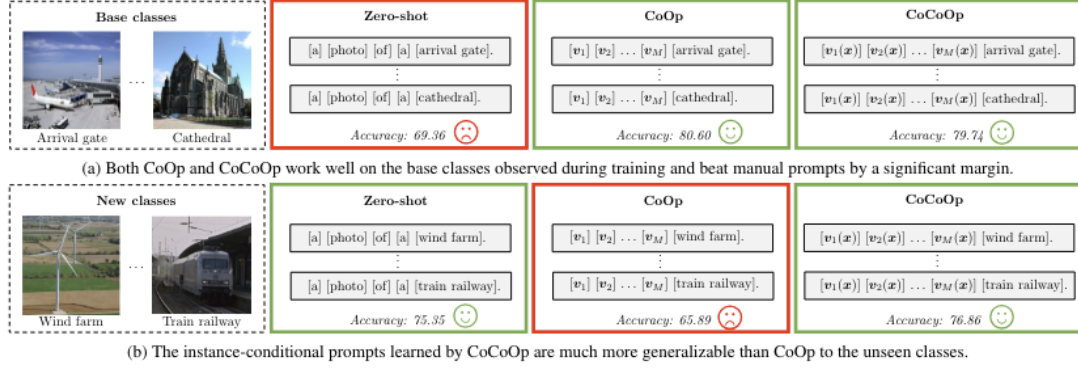 Base classes
Arrival gate
...
Cathedral
Zero-shot
[a] [photo] [of] [a] [arrival gate].
⋮
[a] [photo] [of] [a] [cathedral].
Accuracy: 69.36
CoOp
[v1] [v2] ... [vM] [arrival gate].
⋮
[v1] [v2] ... [vM] [cathedral].
Accuracy: 80.60
CoCoOp
[v1(x)] [v2(x)] ... [vM(x)] [arrival gate].
⋮
[v1(x)] [v2(x)] ... [vM(x)] [cathedral].
Accuracy: 79.74
(a) Both CoOp and CoCoOp work well on the base classes observed during training and beat manual prompts by a significant margin.
New classes
Wind farm
...
Train railway
Zero-shot
[a] [photo] [of] [a] [wind farm].
⋮
[a] [photo] [of] [a] [train railway].
Accuracy: 75.35
CoOp
[v1] [v2] ... [vM] [wind farm].
⋮
[v1] [v2] ... [vM] [train railway].
Accuracy: 65.89
CoCoOp
[v1(x)] [v2(x)] ... [vM(x)] [wind farm].
⋮
[v1(x)] [v2(x)] ... [vM(x)] [train railway].
Accuracy: 76.86
(b) The instance-conditional prompts learned by CoCoOp are much more generalizable than CoOp to the unseen classes.